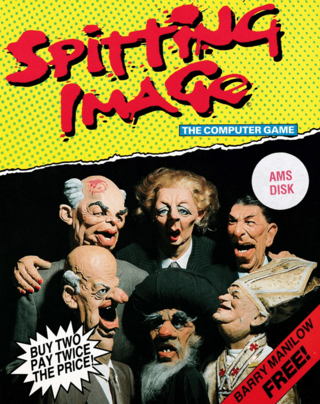 SPITTING
IMAGE
THE COMPUTER GAME
AMS
DISK
BUY TWO
PAY TWICE
THE PRICE!
BARRY MANILOW
FREE!